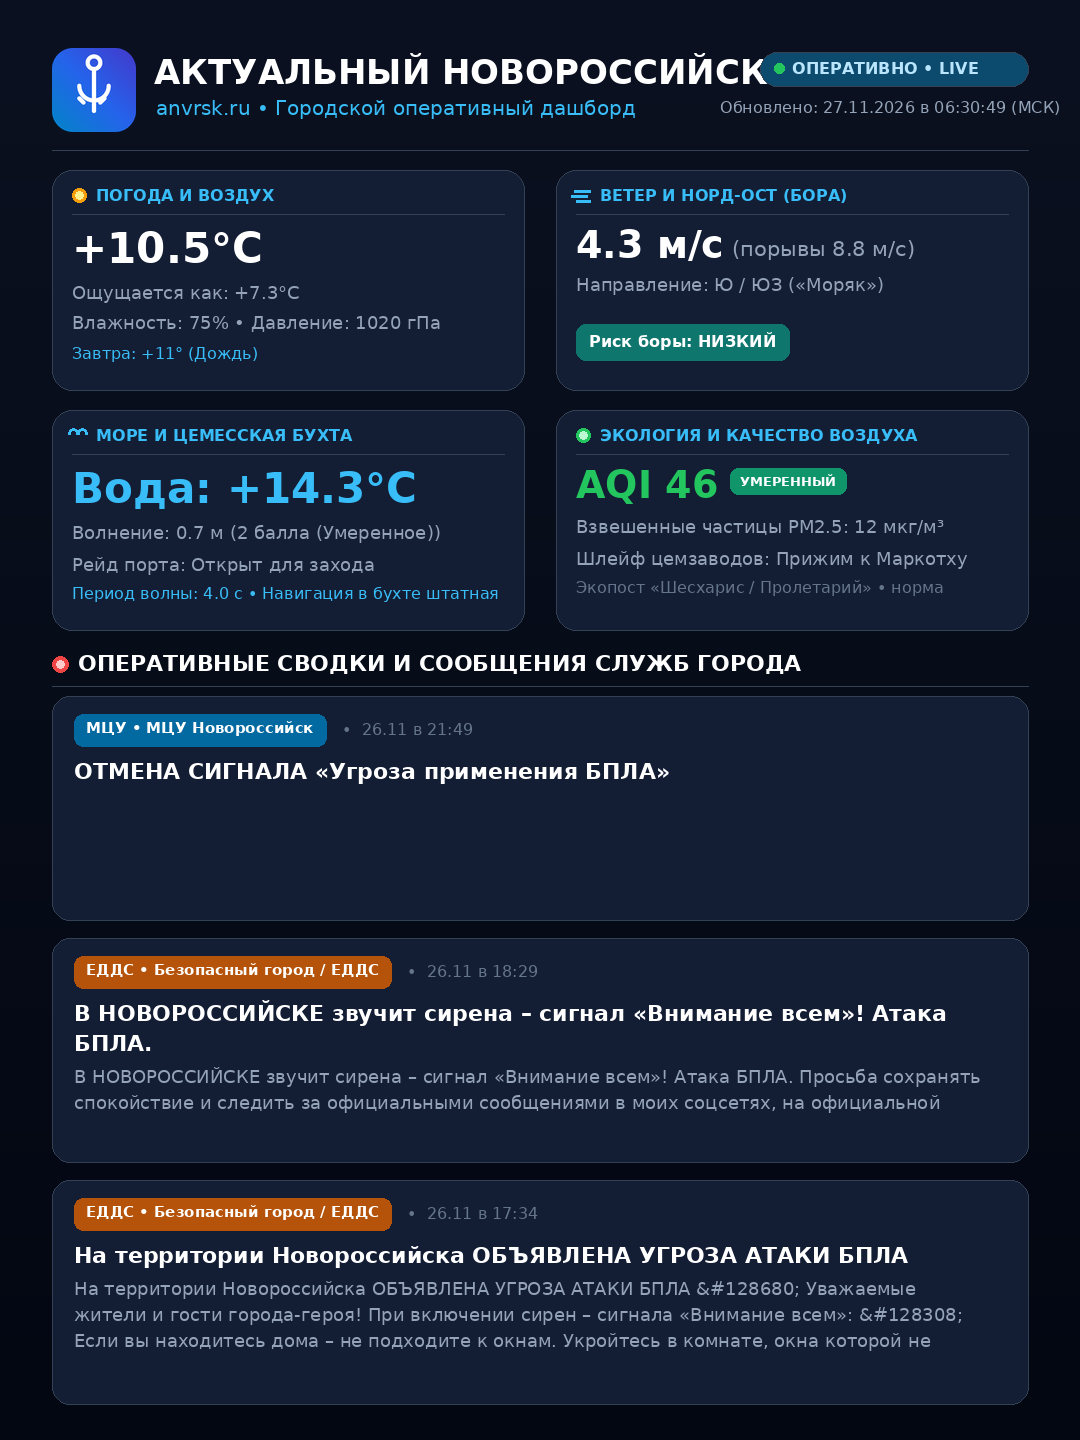 АКТУАЛЬНЫЙ НОВОРОССИЙСК
ОПЕРАТИВНО • LIVE
anvrsk.ru • Городской оперативный дашборд
Обновлено: 27.11.2026 в 06:30:49 (МСК)
ПОГОДА И ВОЗДУХ
+10.5°C
Ощущается как: +7.3°C
Влажность: 75% • Давление: 1020 гПа
Завтра: +11° (Дождь)
ВЕТЕР И НОРД-ОСТ (БОРА)
4.3 м/с (порывы 8.8 м/с)
Направление: Ю / ЮЗ («Моряк»)
Риск боры: НИЗКИЙ
МОРЕ И ЦЕМЕССКАЯ БУХТА
Вода: +14.3°C
Волнение: 0.7 м (2 балла (Умеренное))
Рейд порта: Открыт для захода
Период волны: 4.0 с • Навигация в бухте штатная
ЭКОЛОГИЯ И КАЧЕСТВО ВОЗДУХА
AQI 46 УМЕРЕННЫЙ
Взвешенные частицы PM2.5: 12 мкг/м³
Шлейф цемзаводов: Прижим к Маркотху
Экопост «Шесхарис / Пролетарий» • норма
ОПЕРАТИВНЫЕ СВОДКИ И СООБЩЕНИЯ СЛУЖБ ГОРОДА
МЦУ • МЦУ Новороссийск • 26.11 в 21:49
ОТМЕНА СИГНАЛА «Угроза применения БПЛА»
ЕДДС • Безопасный город / ЕДДС • 26.11 в 18:29
В НОВОРОССИЙСКЕ звучит сирена – сигнал «Внимание всем»! Атака
БПЛА.
В НОВОРОССИЙСКЕ звучит сирена – сигнал «Внимание всем»! Атака БПЛА. Просьба сохранять
спокойствие и следить за официальными сообщениями в моих соцсетях, на официальной
ЕДДС • Безопасный город / ЕДДС • 26.11 в 17:34
На территории Новороссийска ОБЪЯВЛЕНА УГРОЗА АТАКИ БПЛА
На территории Новороссийска ОБЪЯВЛЕНА УГРОЗА АТАКИ БПЛА &#128680; Уважаемые
жители и гости города-героя! При включении сирен – сигнала «Внимание всем»: &#128308;
Если вы находитесь дома – не подходите к окнам. Укройтесь в комнате, окна которой не